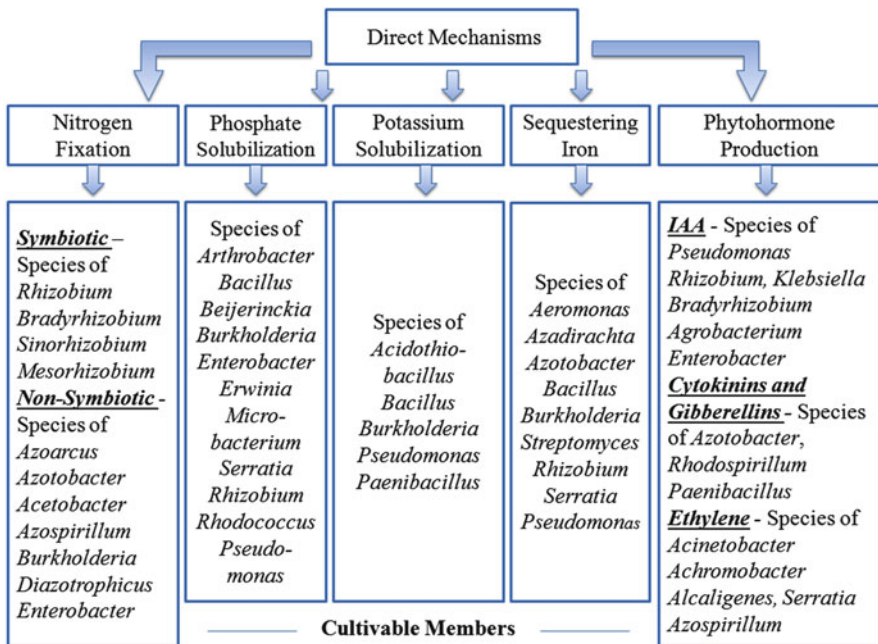 Direct Mechanisms
Nitrogen
Fixation
Phosphate
Solubilization
Potassium
Solubilization
Sequestering
Iron
Phytohormone
Production
Symbiotic –
Species of
Rhizobium
Bradyrhizobium
Sinorhizobium
Mesorhizobium
Non-Symbiotic -
Species of
Azoarcus
Azotobacter
Acetobacter
Azospirillum
Burkholderia
Diazotrophicus
Enterobacter
Species of
Arthrobacter
Bacillus
Beijerinckia
Burkholderia
Enterobacter
Erwinia
Micro-
bacterium
Serratia
Rhizobium
Rhodococcus
Pseudo-
monas
Species of
Acidothio-
bacillus
Bacillus
Burkholderia
Pseudomonas
Paenibacillus
Species of
Aeromonas
Azadirachta
Azotobacter
Bacillus
Burkholderia
Streptomyces
Rhizobium
Serratia
Pseudomonas
IAA - Species of
Pseudomonas
Rhizobium, Klebsiella
Bradyrhizobium
Agrobacterium
Enterobacter
Cytokinins and
Gibberellins - Species
of Azotobacter,
Rhodospirillum
Paenibacillus
Ethylene - Species of
Acinetobacter
Achromobacter
Alcaligenes, Serratia
Azospirillum
Cultivable Members